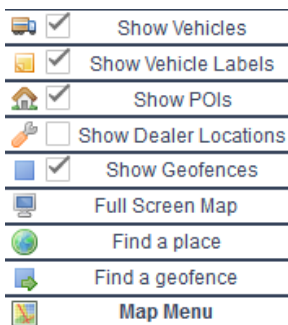 Show Vehicles
Show Vehicle Labels
Show POIs
Show Dealer Locations
Show Geofences
Full Screen Map
Find a place
Find a geofence
Map Menu